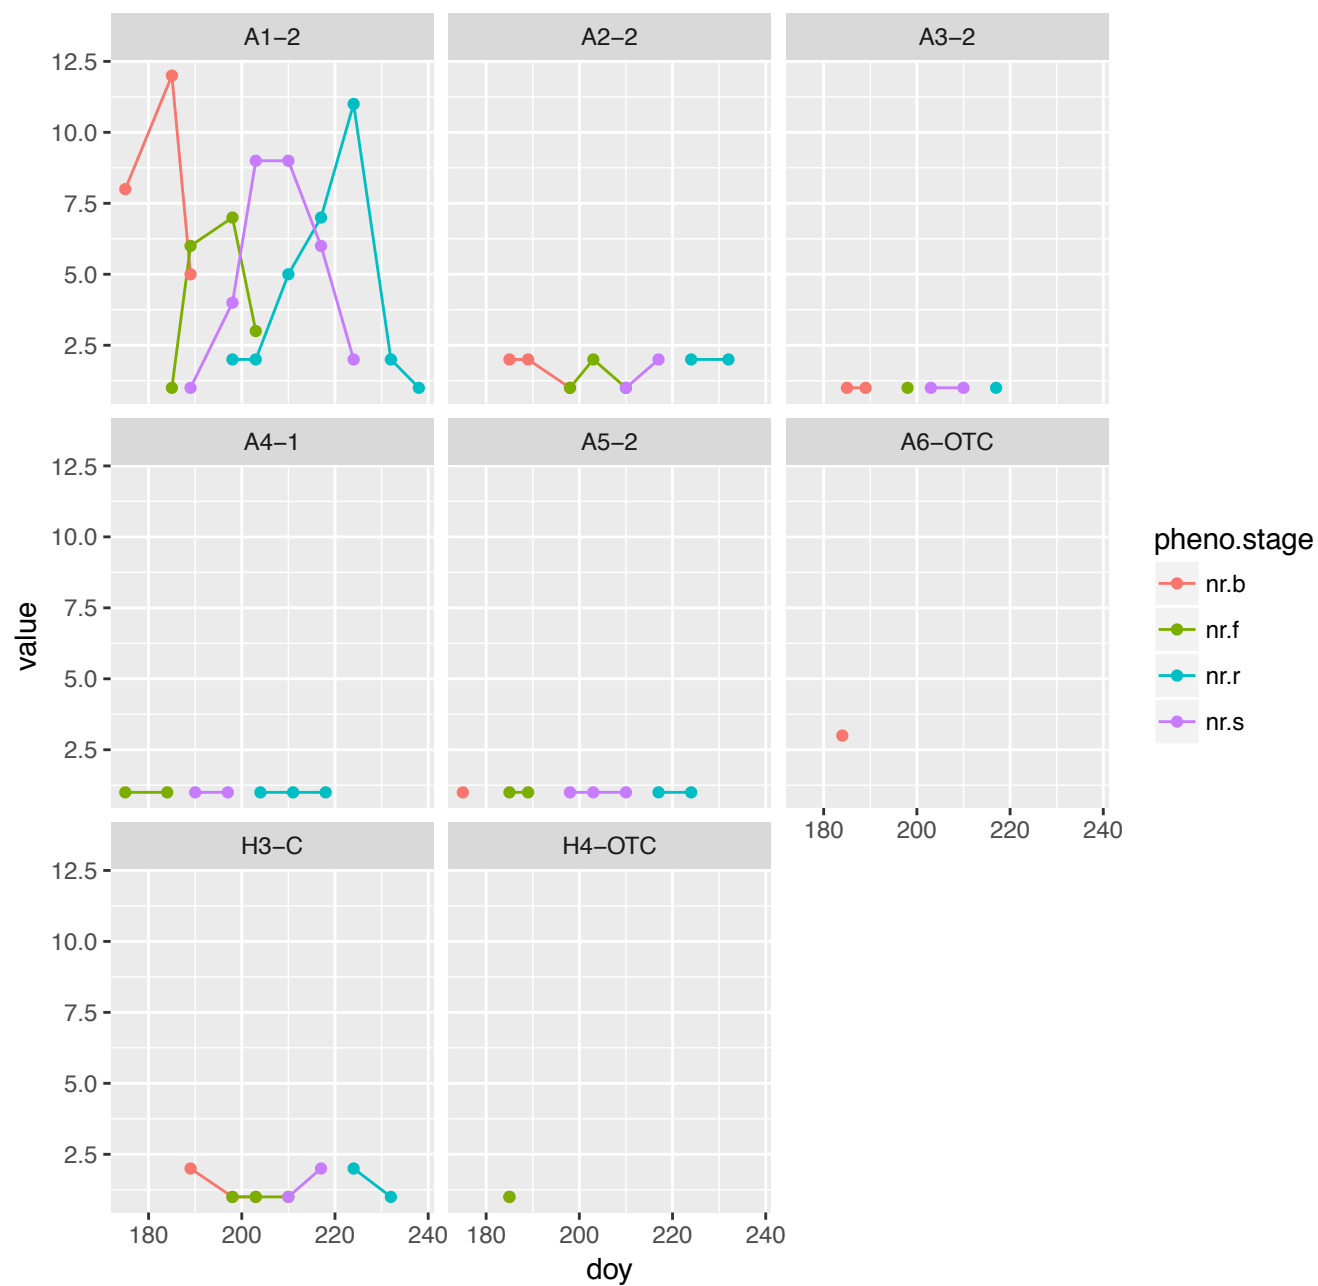 A1−2 A2−2 A3−2
12.5
10.0
7.5
5.0
2.5
A4−1 A5−2 A6−OTC
12.5
10.0
7.5
5.0
2.5
180 200 220 240
H3−C H4−OTC
12.5
10.0
7.5
5.0
2.5
180 200 220 240 180 200 220 240
doy
value
pheno.stage
nr.b
nr.f
nr.r
nr.s